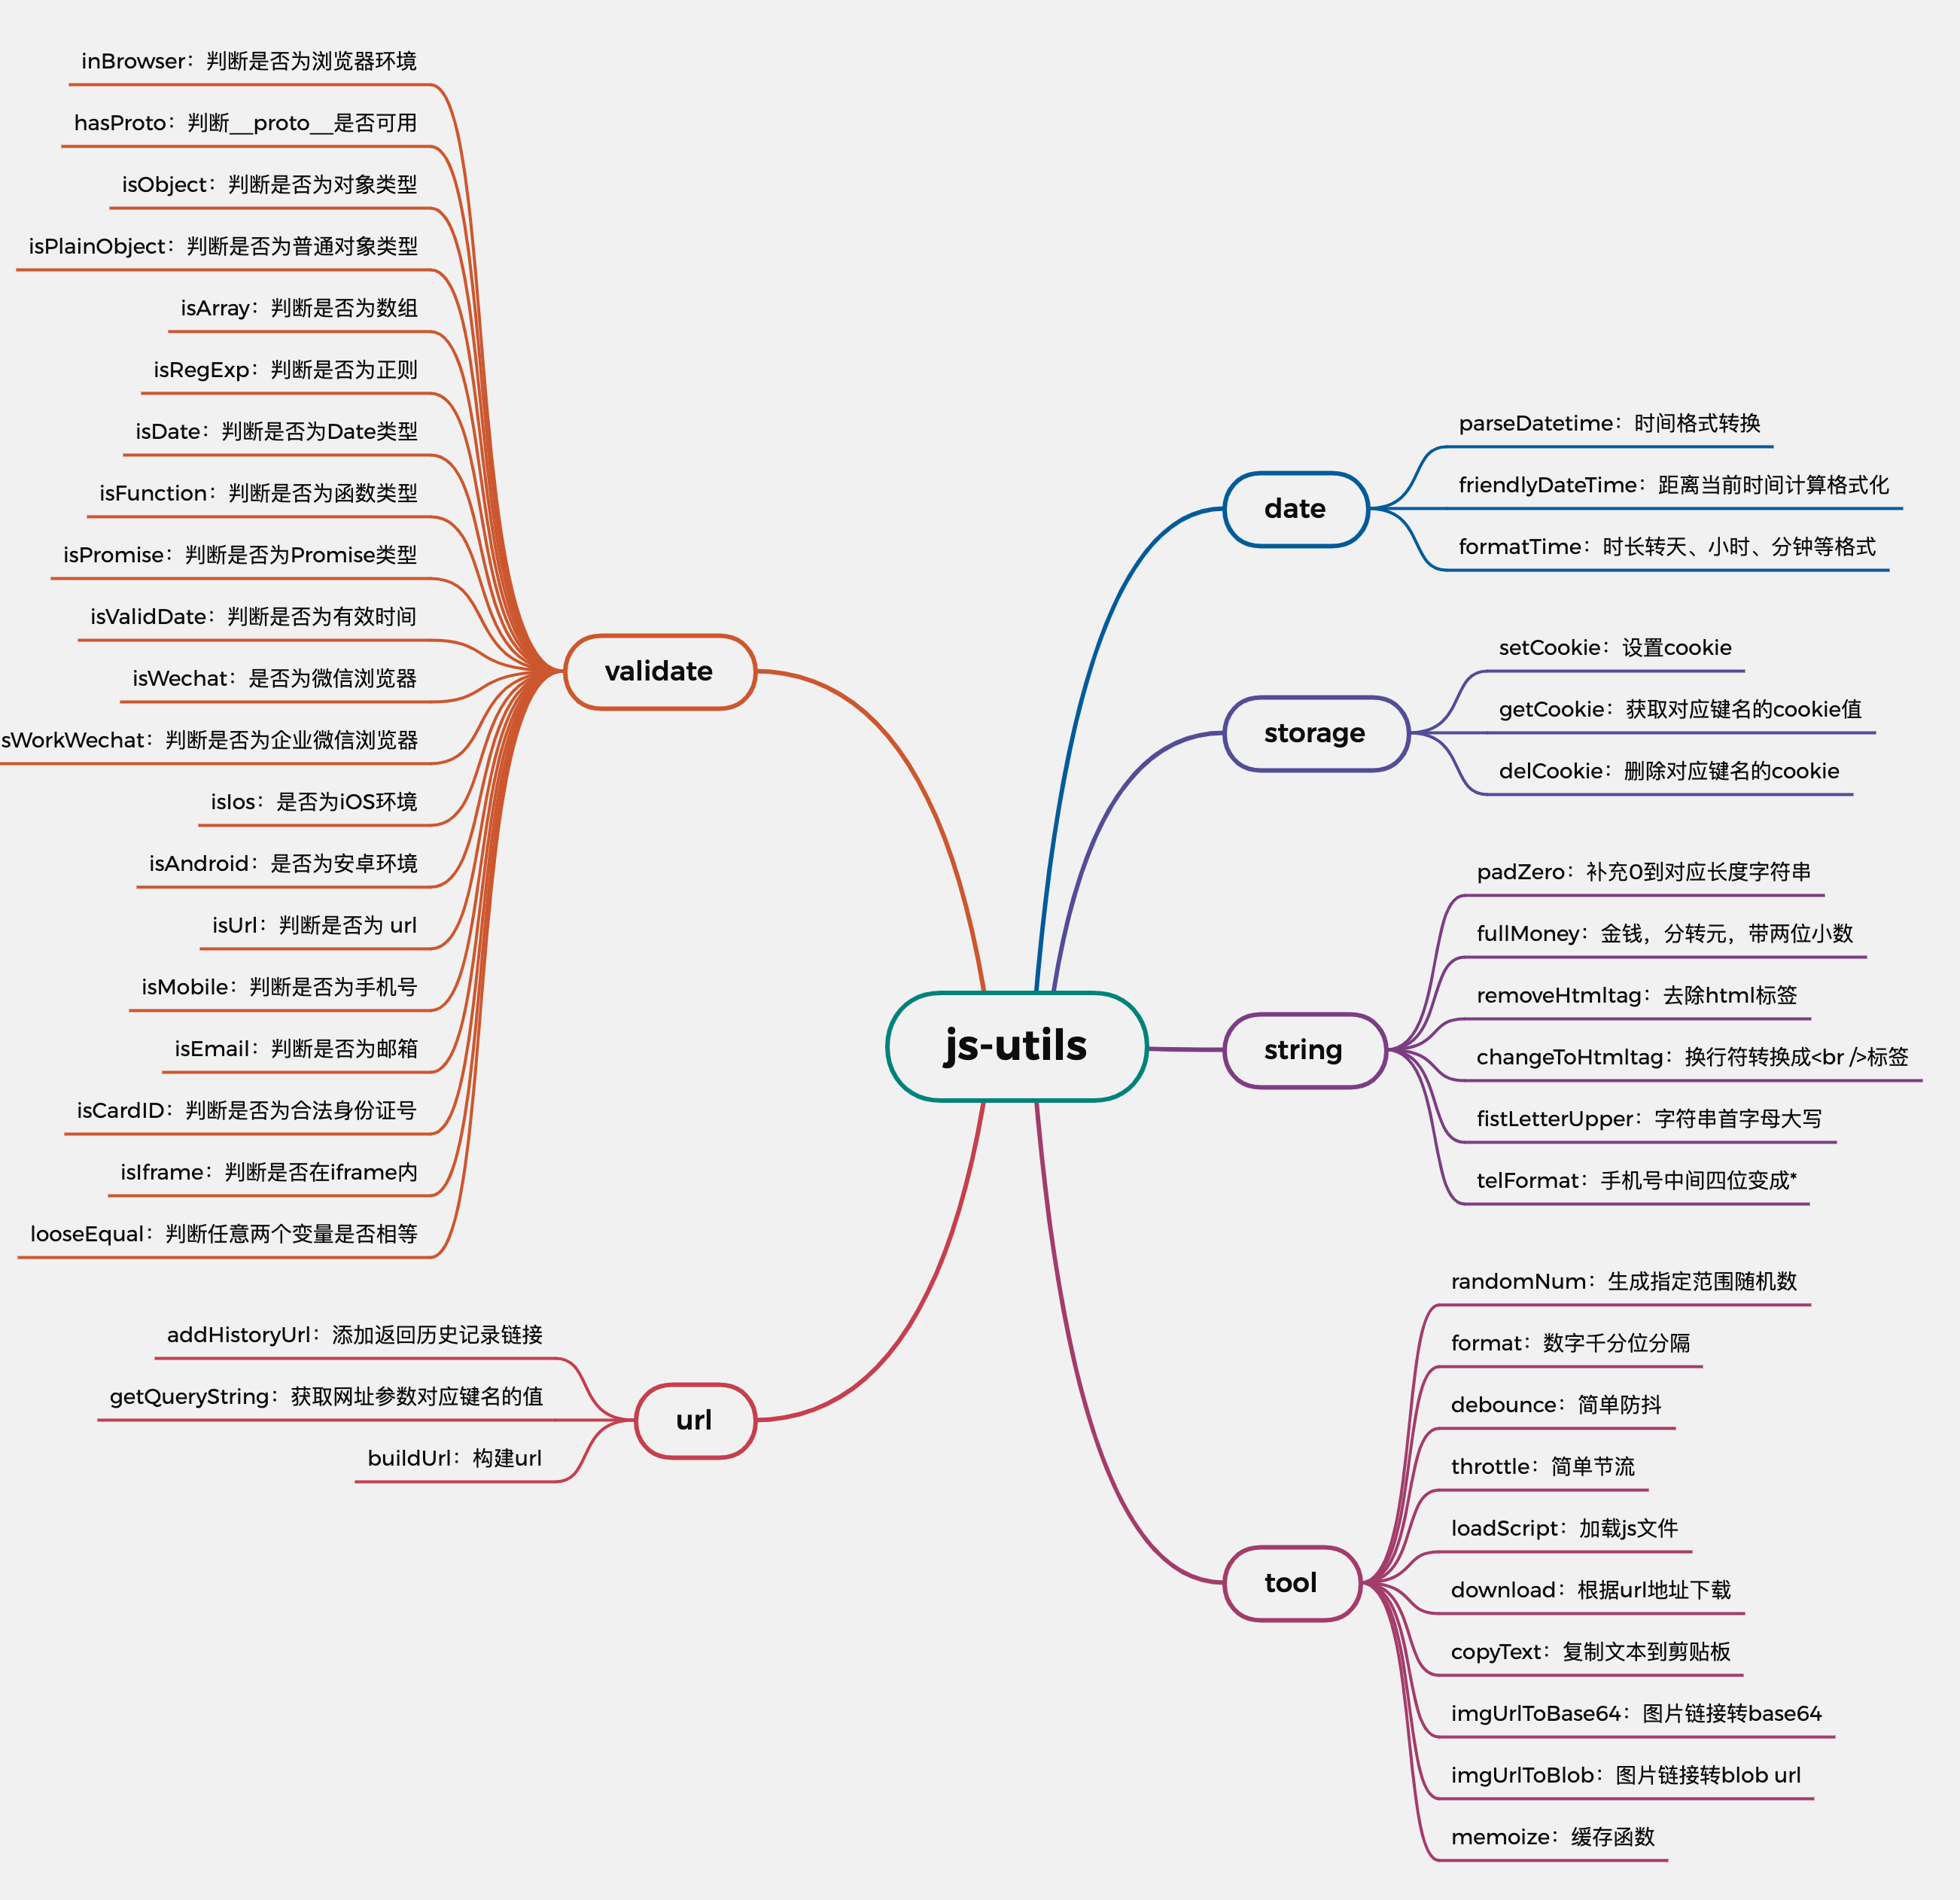 inBrowser：判断是否为浏览器环境
hasProto：判断__proto__是否可用
isObject：判断是否为对象类型
isPlainObject：判断是否为普通对象类型
isArray：判断是否为数组
isRegExp：判断是否为正则
isDate：判断是否为Date类型
isFunction：判断是否为函数类型
isPromise：判断是否为Promise类型
isValidDate：判断是否为有效时间
isWechat：是否为微信浏览器
sWorkWechat：判断是否为企业微信浏览器
isIos：是否为iOS环境
isAndroid：是否为安卓环境
isUrl：判断是否为 url
isMobile：判断是否为手机号
isEmail：判断是否为邮箱
isCardID：判断是否为合法身份证号
isIframe：判断是否在iframe内
looseEqual：判断任意两个变量是否相等
validate
addHistoryUrl：添加返回历史记录链接
getQueryString：获取网址参数对应键名的值
buildUrl：构建url
url
js-utils
date
parseDatetime：时间格式转换
friendlyDateTime：距离当前时间计算格式化
formatTime：时长转天、小时、分钟等格式
storage
setCookie：设置cookie
getCookie：获取对应键名的cookie值
delCookie：删除对应键名的cookie
string
padZero：补充0到对应长度字符串
fullMoney：金钱，分转元，带两位小数
removeHtmltag：去除html标签
changeToHtmltag：换行符转换成<br />标签
fistLetterUpper：字符串首字母大写
telFormat：手机号中间四位变成*
tool
randomNum：生成指定范围随机数
format：数字千分位分隔
debounce：简单防抖
throttle：简单节流
loadScript：加载js文件
download：根据url地址下载
copyText：复制文本到剪贴板
imgUrlToBase64：图片链接转base64
imgUrlToBlob：图片链接转blob url
memoize：缓存函数